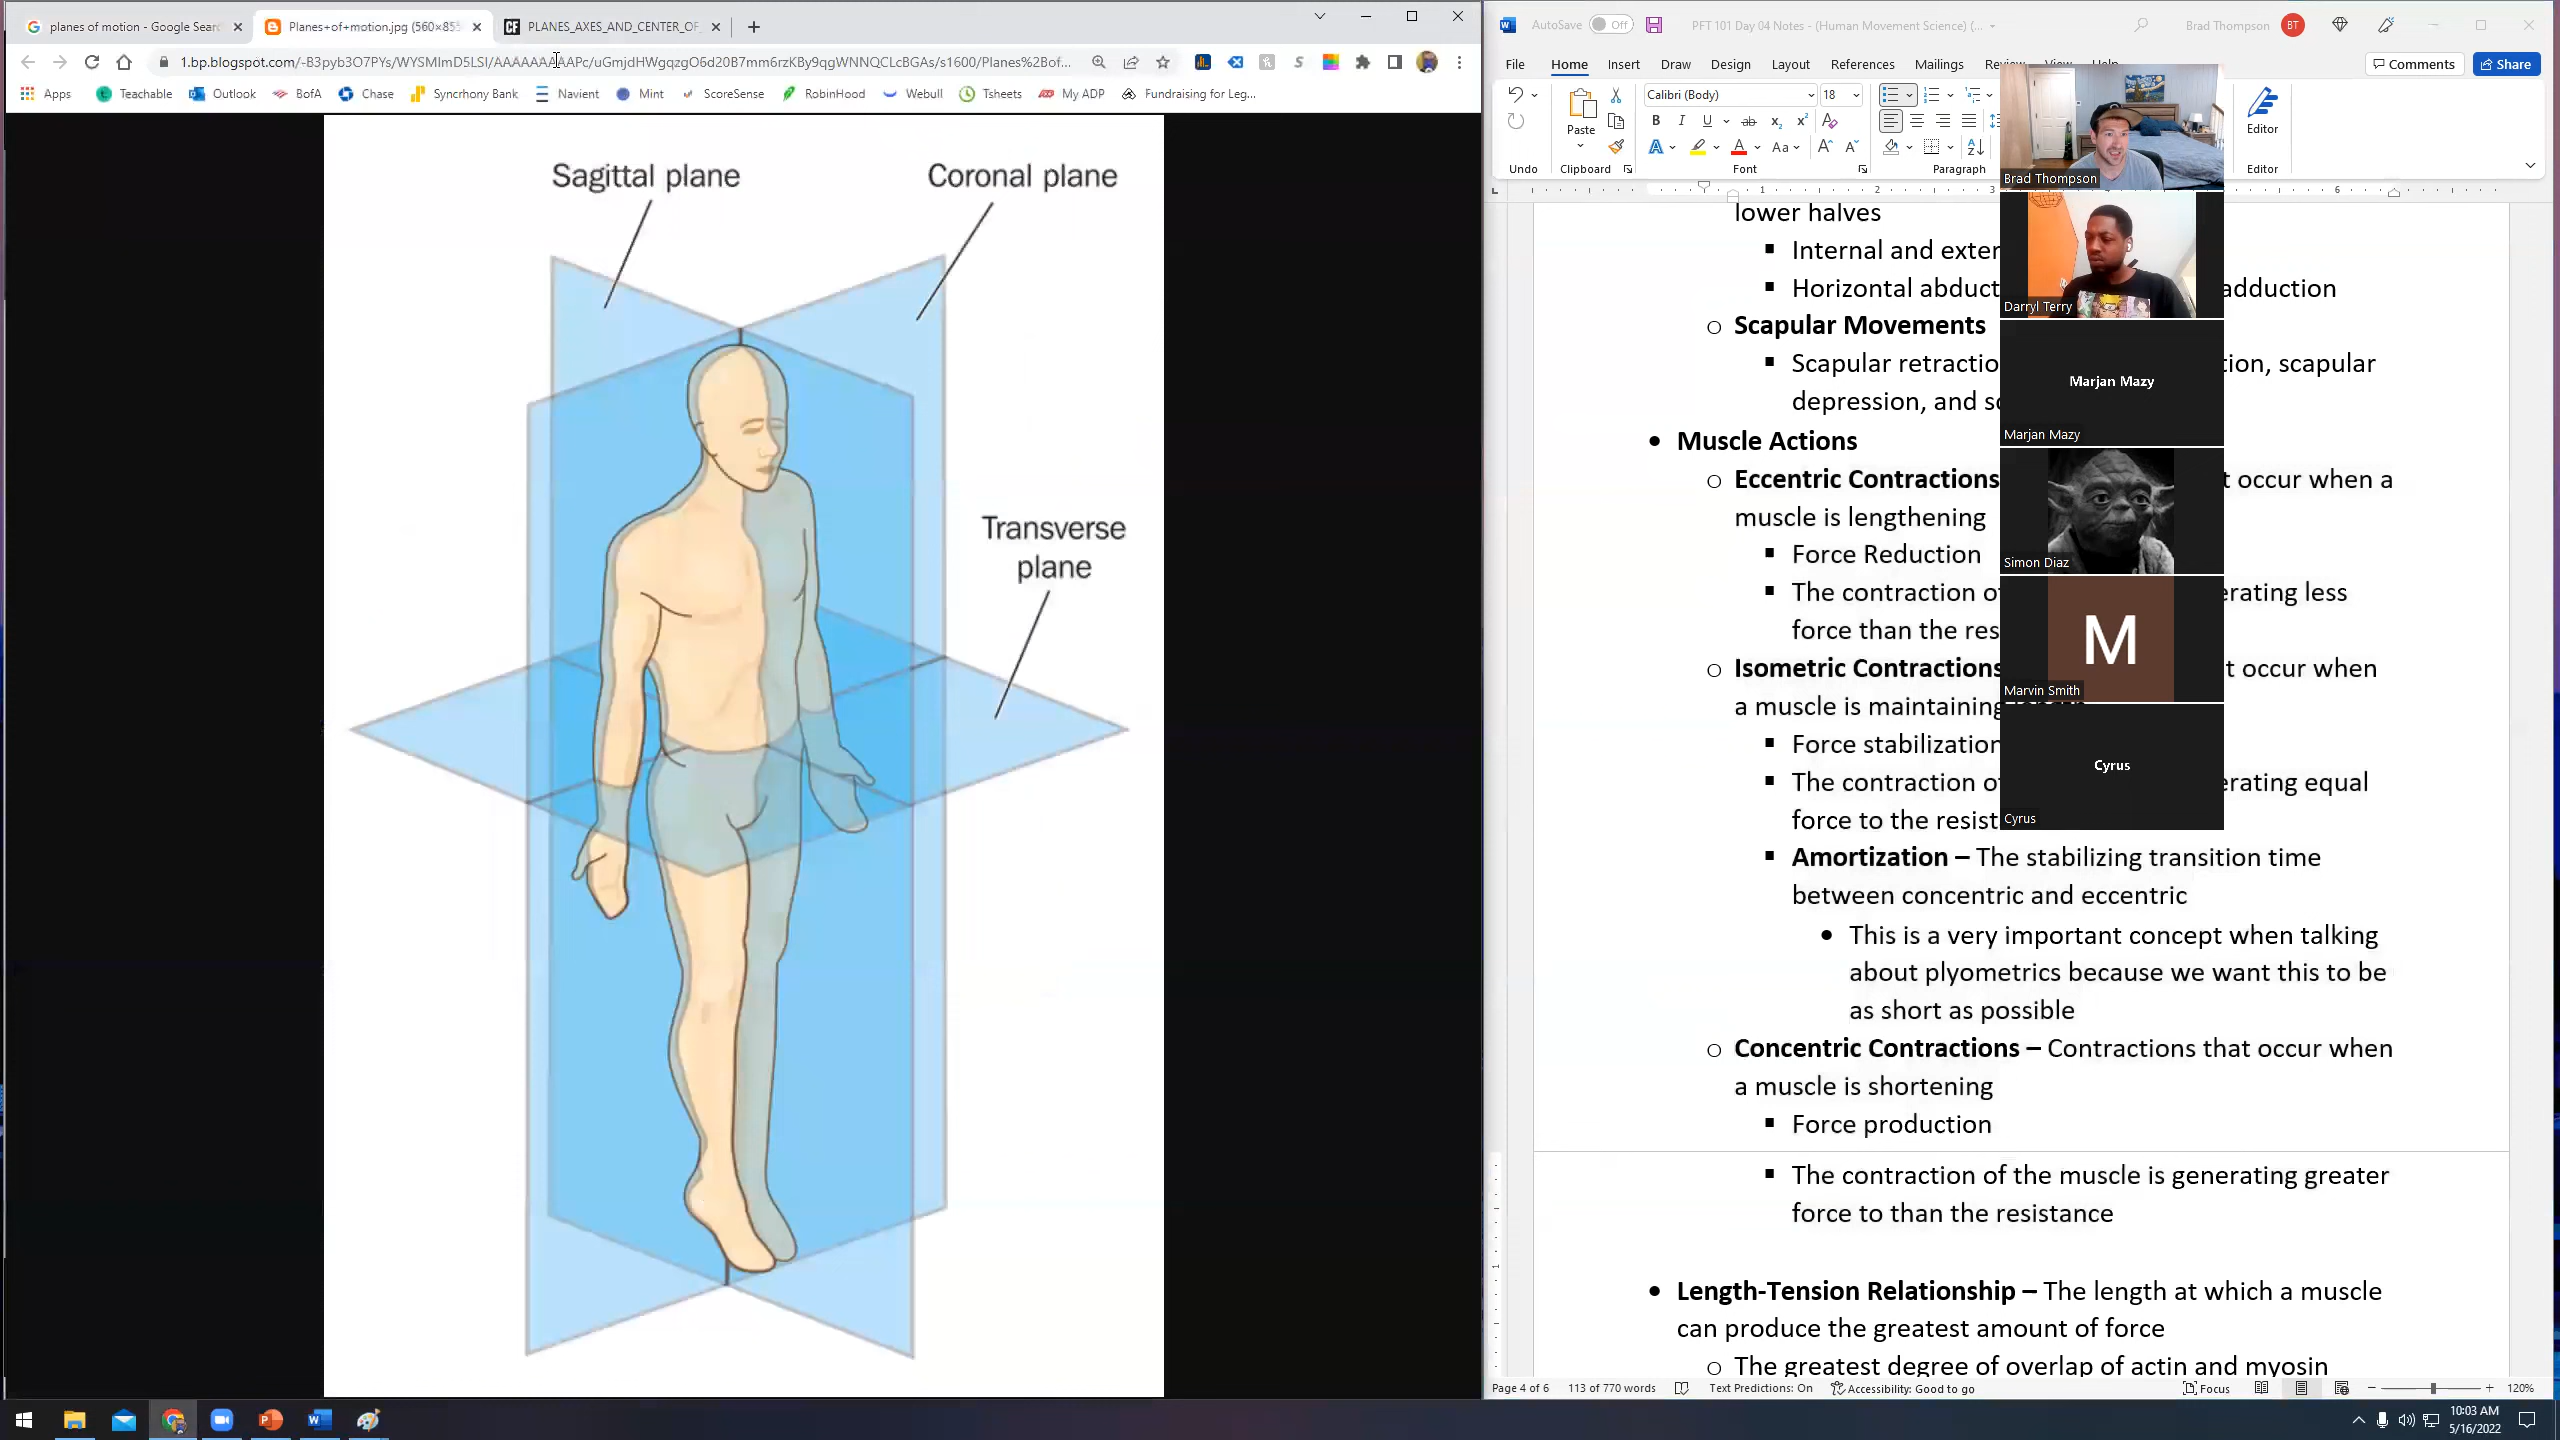 planes of motion - Google Searc
Planes+of+motion.jpg (560×855
PLANES_AXES_AND_CENTER_OF_
1.bp.blogspot.com/-B3pyb3O7PYs/WYSMlmD5LSI/AAAAAAAAAPc/uGmjdHWgqzgO6d20B7mm6rzKBy9qgWNNQCLcBGAs/s1600/Planes%2Bof...
Apps Teachable Outlook BofA Chase Syncrhony Bank Navient Mint ScoreSense RobinHood Webull Tsheets My ADP Fundraising for Leg...
Sagittal plane
Coronal plane
Transverse
plane
AutoSave Off
PFT 101 Day 04 Notes - (Human Movement Science) (...
Brad Thompson BT
File Home Insert Draw Design Layout References Mailings
Comments Share
Calibri (Body) 18
Paste
Editor
Undo Clipboard Font Paragraph Editor
lower halves
Internal and exter
Horizontal abduct adduction
Scapular Movements
Scapular retractio tion, scapular
depression, and sc
Muscle Actions
Eccentric Contractions t occur when a
muscle is lengthening
Force Reduction
The contraction of erating less
force than the res
Isometric Contractions t occur when
a muscle is maintaining
Force stabilization
The contraction of erating equal
force to the resist
Amortization – The stabilizing transition time
between concentric and eccentric
This is a very important concept when talking
about plyometrics because we want this to be
as short as possible
Concentric Contractions – Contractions that occur when
a muscle is shortening
Force production
The contraction of the muscle is generating greater
force to than the resistance
Length-Tension Relationship – The length at which a muscle
can produce the greatest amount of force
The greatest degree of overlap of actin and myosin
Brad Thompson
Darryl Terry
Marjan Mazy
Marjan Mazy
Simon Diaz
M
Marvin Smith
Cyrus
Cyrus
Page 4 of 6 113 of 770 words Text Predictions: On Accessibility: Good to go Focus 120%
10:03 AM
5/16/2022